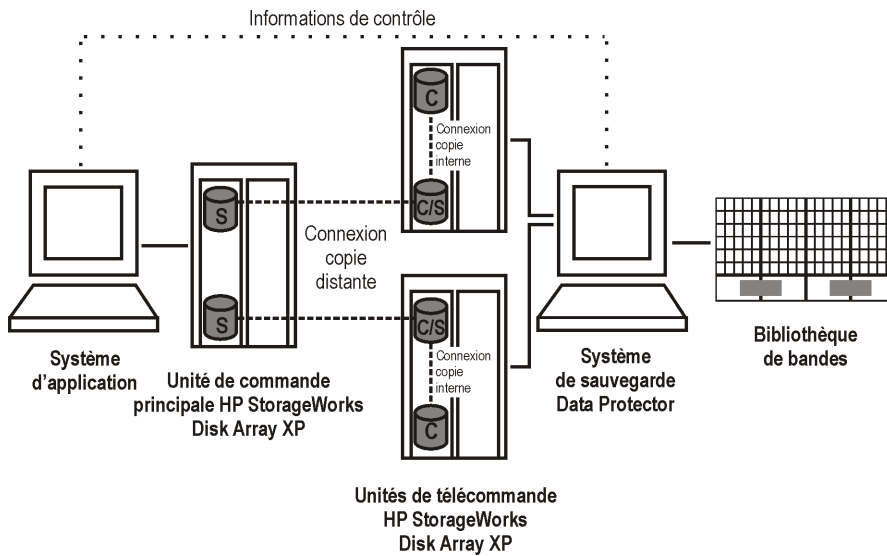 Informations de contrôle
C
Connexion
copie
interne
C/S
S
Connexion
copie
distante
S
C/S
Connexion
copie
interne
C
Système
d'application
Unité de commande
principale HP StorageWorks
Disk Array XP
Système
de sauvegarde
Data Protector
Bibliothèque
de bandes
Unités de télécommande
HP StorageWorks
Disk Array XP